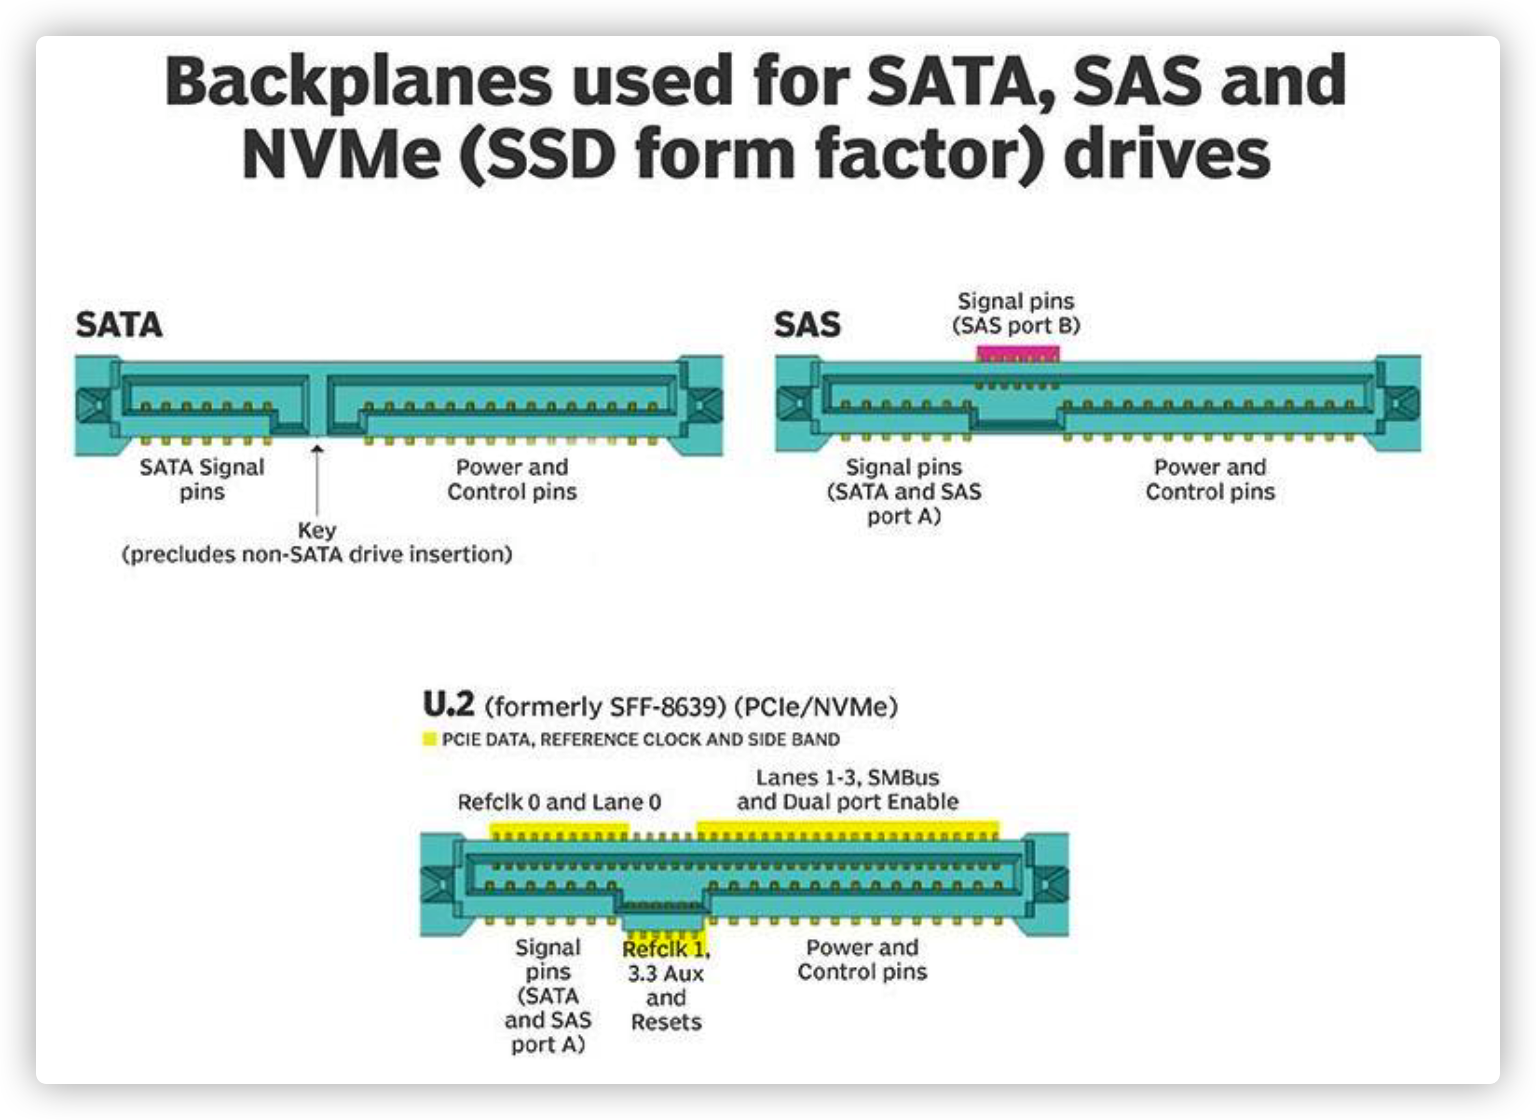 Backplanes used for SATA, SAS and
NVMe (SSD form factor) drives
SATA
SATA Signal
pins
Power and
Control pins
Key
(precludes non-SATA drive insertion)
SAS
Signal pins
(SAS port B)
Signal pins
(SATA and SAS
port A)
Power and
Control pins
U.2 (formerly SFF-8639) (PCIe/NVMe)
PCIE DATA, REFERENCE CLOCK AND SIDE BAND
Refclk 0 and Lane 0
Lanes 1-3, SMBus
and Dual port Enable
Signal
pins
(SATA
and SAS
port A)
Refclk 1,
3.3 Aux
and
Resets
Power and
Control pins